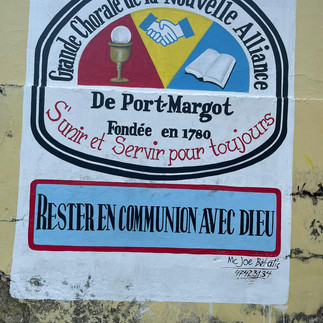 Grande Chorale de la Nouvelle Alliance
De Port-Margot
Fondée en 1780
S'unir et Servir pour toujours
RESTER EN COMMUNION AVEC DIEU
Mc Joe